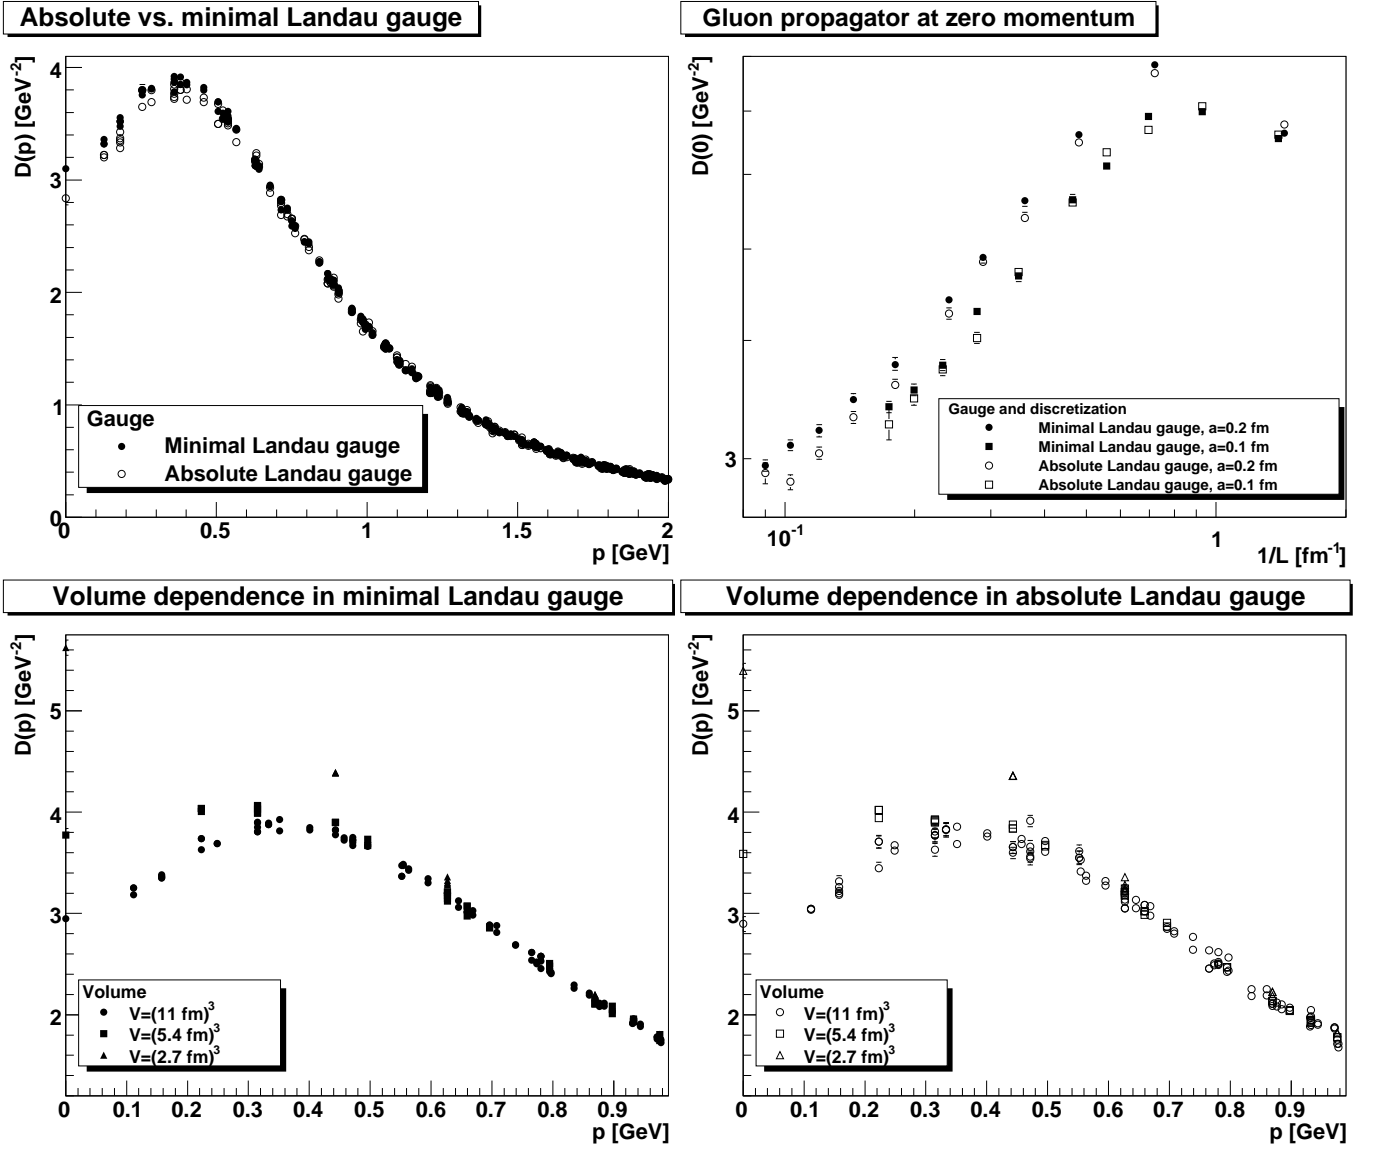 Absolute vs. minimal Landau gauge
D(p) [GeV-2]
4
3
2
1
0
Gauge
Minimal Landau gauge
Absolute Landau gauge
0 0.5 1 1.5 2
p [GeV]
Gluon propagator at zero momentum
D(0) [GeV-2]
3
Gauge and discretization
Minimal Landau gauge, a=0.2 fm
Minimal Landau gauge, a=0.1 fm
Absolute Landau gauge, a=0.2 fm
Absolute Landau gauge, a=0.1 fm
10-1 1
1/L [fm-1]
Volume dependence in minimal Landau gauge
D(p) [GeV-2]
5
4
3
2
Volume
V=(11 fm)3
V=(5.4 fm)3
V=(2.7 fm)3
0 0.1 0.2 0.3 0.4 0.5 0.6 0.7 0.8 0.9
p [GeV]
Volume dependence in absolute Landau gauge
D(p) [GeV-2]
5
4
3
2
Volume
V=(11 fm)3
V=(5.4 fm)3
V=(2.7 fm)3
0 0.1 0.2 0.3 0.4 0.5 0.6 0.7 0.8 0.9
p [GeV]